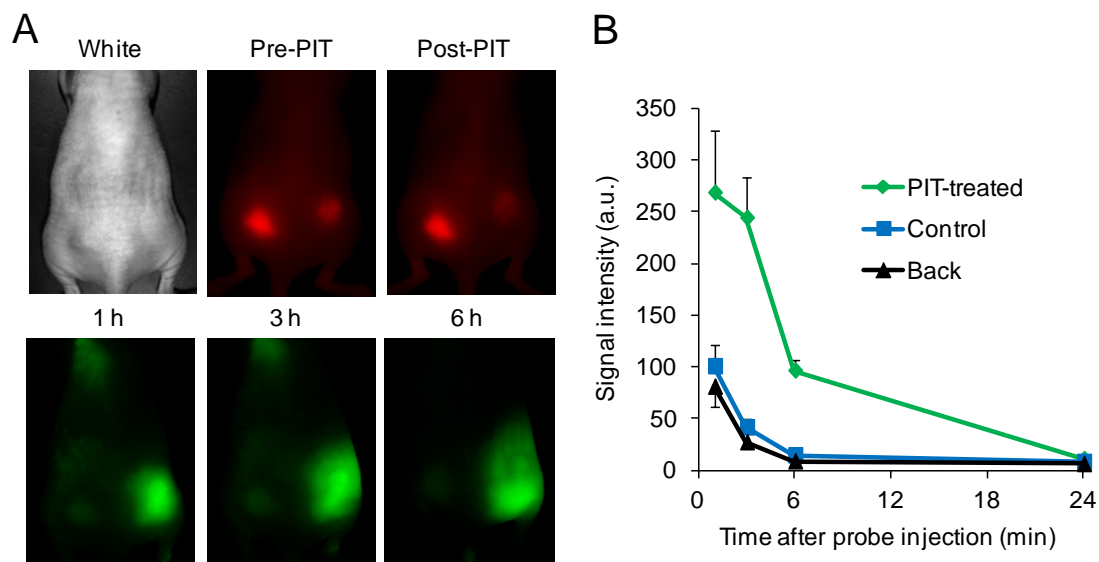 A
White
Pre-PIT
Post-PIT
1 h
3 h
6 h
B
350
300
250
200
150
100
50
0
Signal intensity (a.u.)
PIT-treated
Control
Back
0
6
12
18
24
Time after probe injection (min)